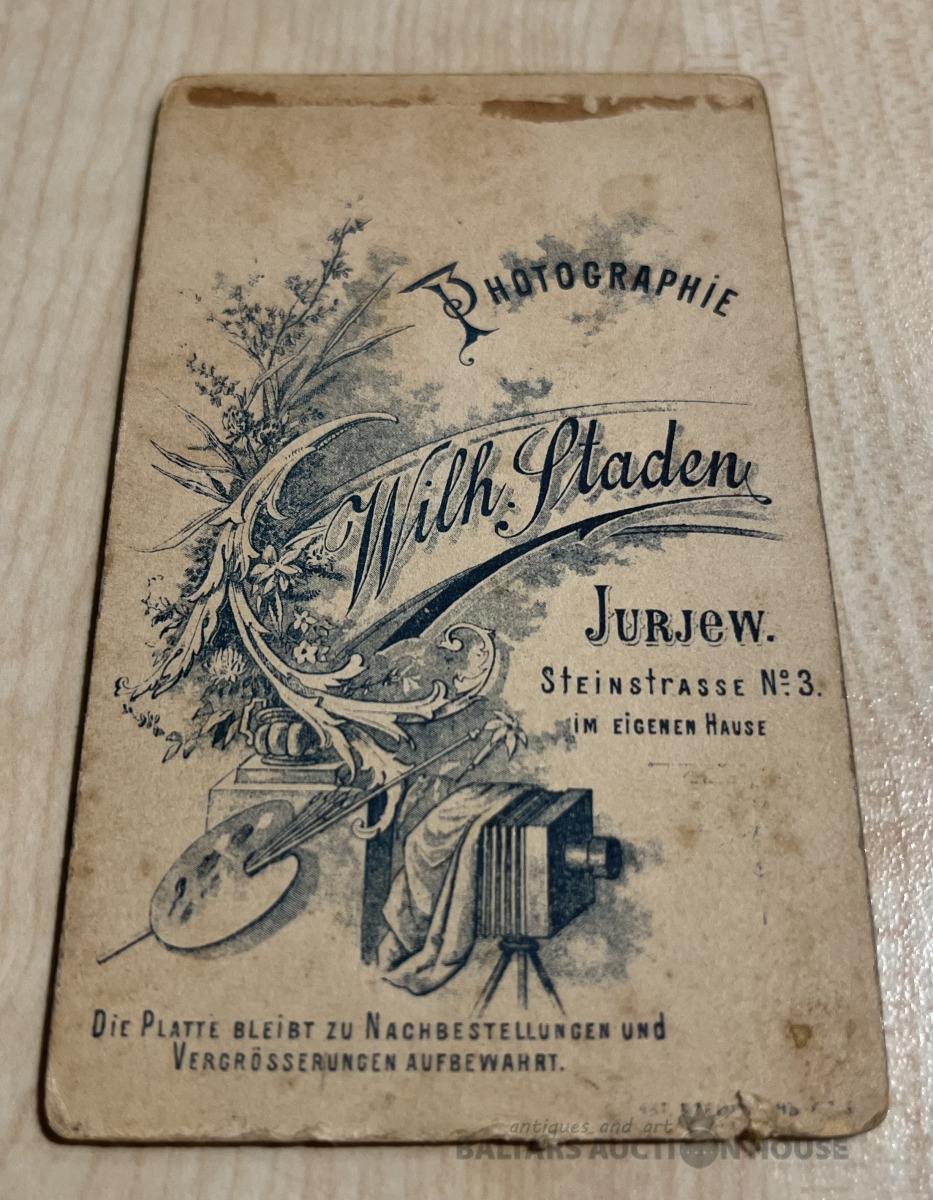 PHOTOGRAPHiE
Wilh. Staden
JURJeW.
STEiNSTRASSE Nº 3.
iM EiGENEN HAUSE
DiE PLATTE BLEiBT ZU NACHBESTELLUNGEN UND
VERGRÖSSERUNGEN AUFBEWAHRT.
antiques and art
BALTARS AUCTION HOUSE